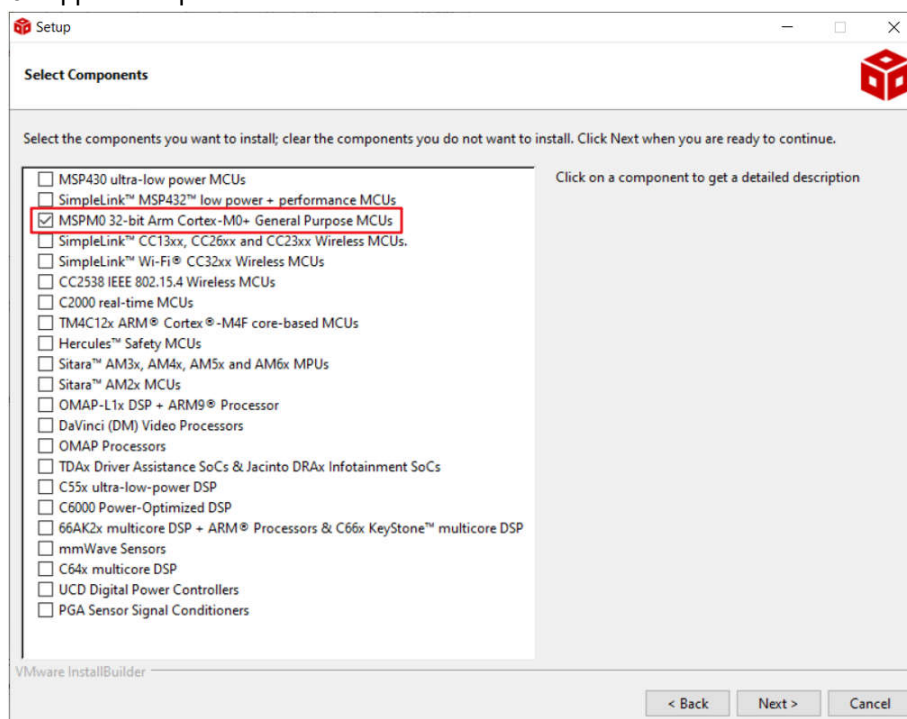 Setup
Select Components
Select the components you want to install; clear the components you do not want to install. Click Next when you are ready to continue.
MSP430 ultra-low power MCUs
SimpleLink™ MSP432™ low power + performance MCUs
MSPM0 32-bit Arm Cortex-M0+ General Purpose MCUs
SimpleLink™ CC13xx, CC26xx and CC23xx Wireless MCUs.
SimpleLink™ Wi-Fi® CC32xx Wireless MCUs
CC2538 IEEE 802.15.4 Wireless MCUs
C2000 real-time MCUs
TM4C12x ARM® Cortex®-M4F core-based MCUs
Hercules™ Safety MCUs
Sitara™ AM3x, AM4x, AM5x and AM6x MPUs
Sitara™ AM2x MCUs
OMAP-L1x DSP + ARM9® Processor
DaVinci (DM) Video Processors
OMAP Processors
TDAx Driver Assistance SoCs & Jacinto DRAx Infotainment SoCs
C55x ultra-low-power DSP
C6000 Power-Optimized DSP
66AK2x multicore DSP + ARM® Processors & C66x KeyStone™ multicore DSP
mmWave Sensors
C64x multicore DSP
UCD Digital Power Controllers
PGA Sensor Signal Conditioners
Click on a component to get a detailed description
VMware InstallBuilder
< Back
Next >
Cancel